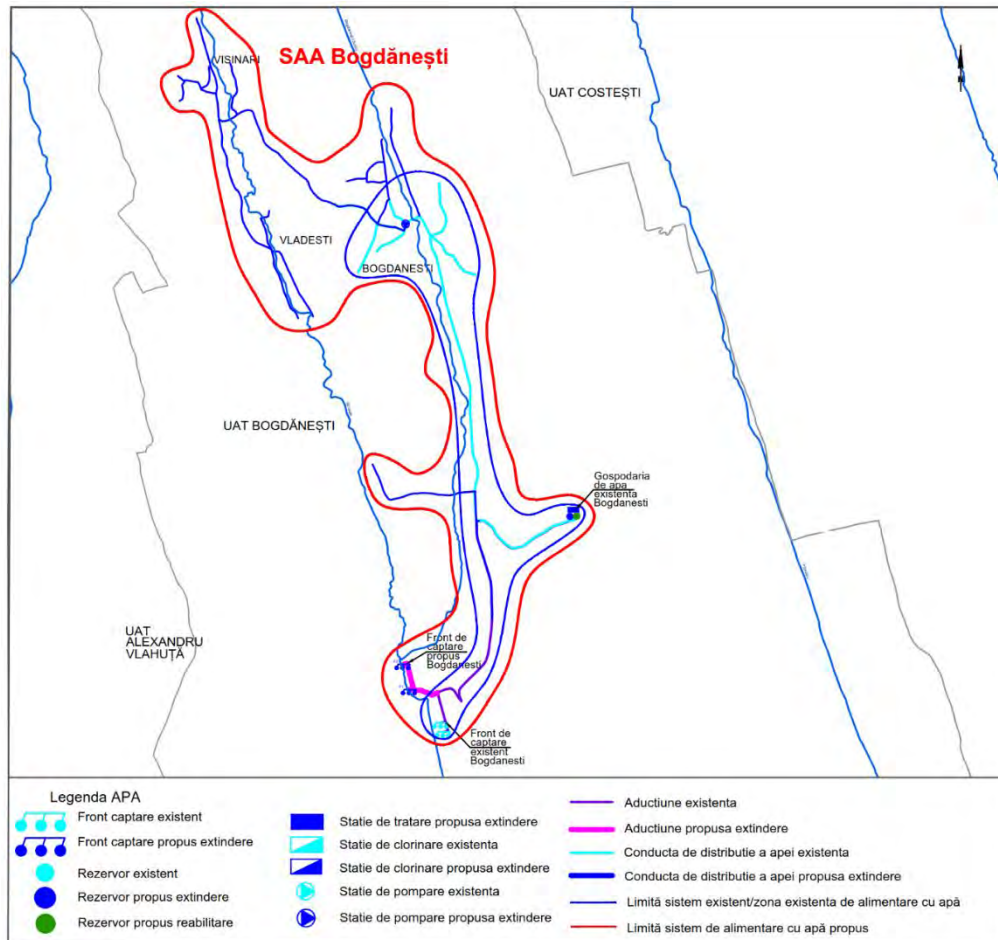 VISINARI
SAA Bogdănești
UAT COSTEȘTI
VLADESTI
BOGDANESTI
UAT BOGDĂNEȘTI
Gospodaria
de apa
existenta
Bogdanesti
UAT
ALEXANDRU
VLAHUȚĂ
Front de
captare
propus
Bogdanesti
Front de
captare
existent
Bogdanesti
Legenda APA
Front captare existent
Front captare propus extindere
Rezervor existent
Rezervor propus extindere
Rezervor propus reabilitare
Statie de tratare propusa extindere
Statie de clorinare existenta
Statie de clorinare propusa extindere
Statie de pompare existenta
Statie de pompare propusa extindere
Aductiune existenta
Aductiune propusa extindere
Conducta de distributie a apei existenta
Conducta de distributie a apei propusa extindere
Limită sistem existent/zona existenta de alimentare cu apă
Limită sistem de alimentare cu apă propus